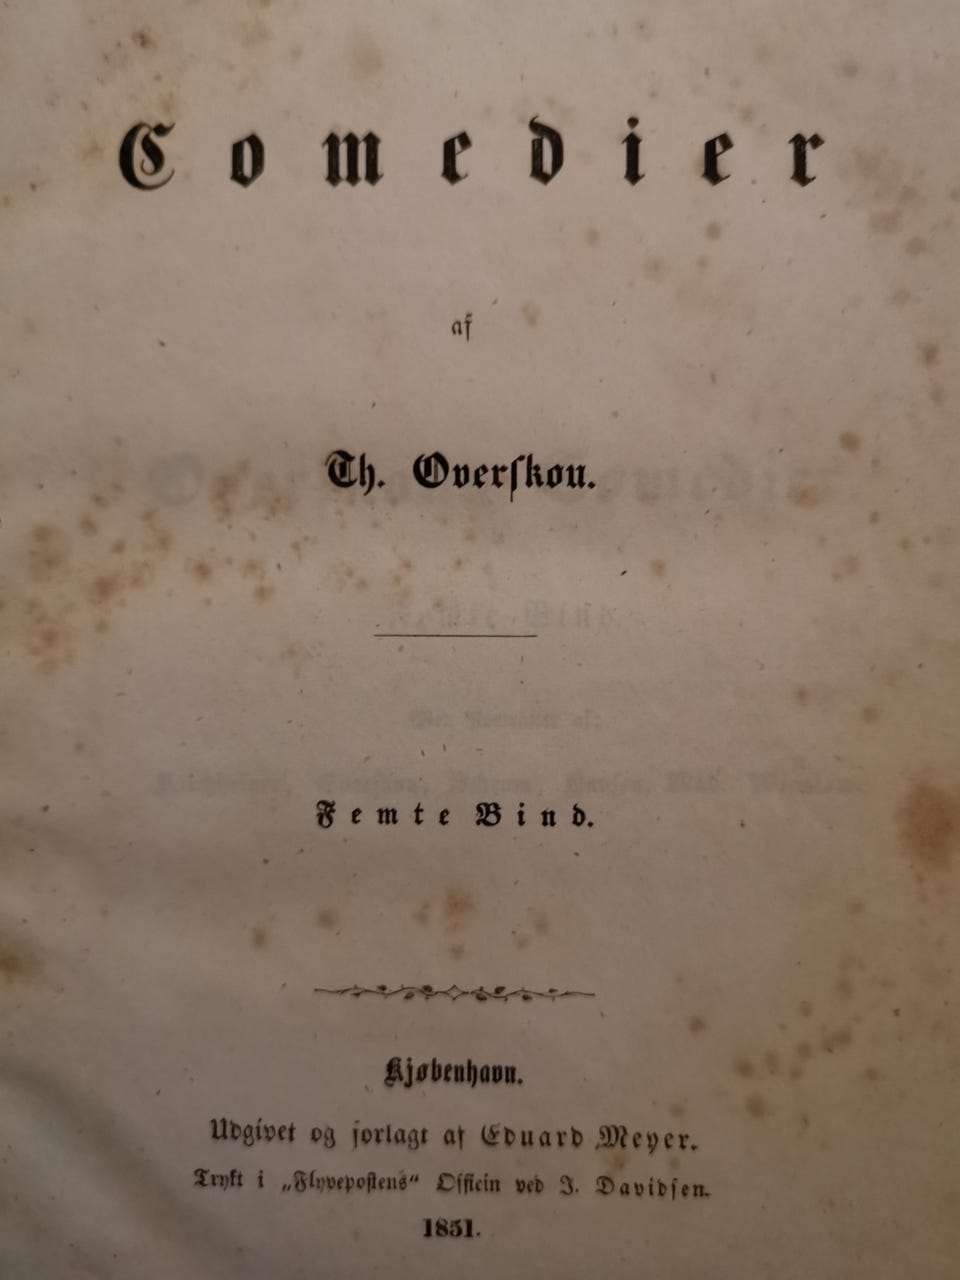 Comedier
af
Th. Overskou.
Femte Bind.
Kjøbenhavn.
Udgivet og forlagt af Eduard Meyer.
Trykt i „Flyvepostens“ Officin ved J. Davidsen.
1851.